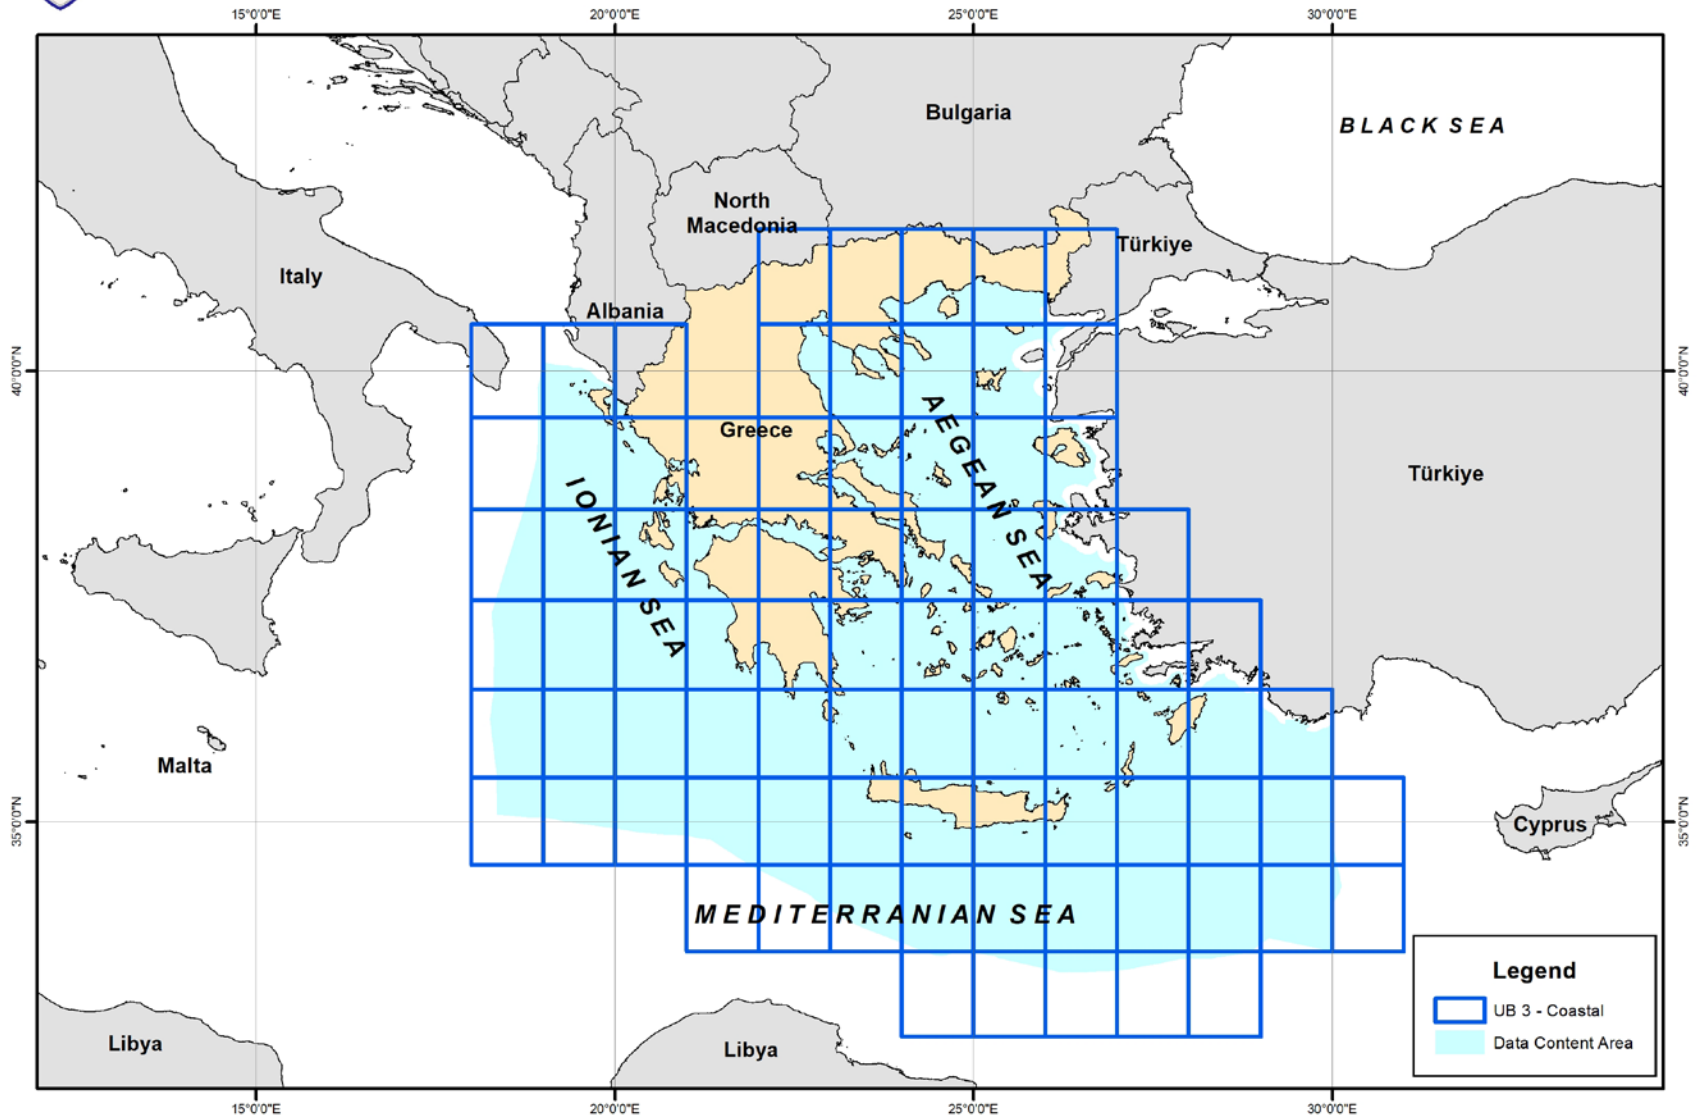 15°0'0"E 20°0'0"E 25°0'0"E 30°0'0"E
Bulgaria
BLACK SEA
North
Macedonia
Türkiye
Italy
Albania
40°0'0"N
40°0'0"N
AEGEAN SEA
Greece
Türkiye
IONIAN SEA
Malta
35°0'0"N
Cyprus
35°0'0"N
MEDITERRANIAN SEA
Legend
UB 3 - Coastal
Data Content Area
Libya
Libya
15°0'0"E 20°0'0"E 25°0'0"E 30°0'0"E